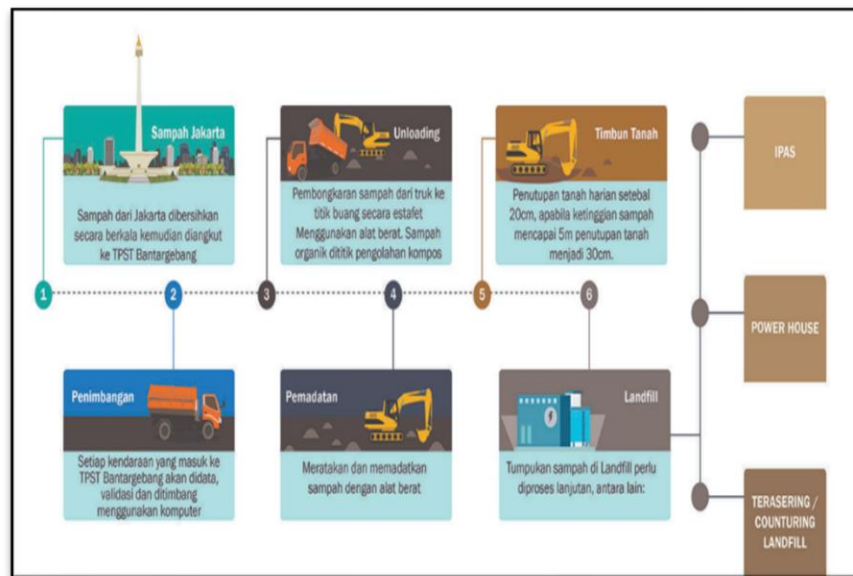 Sampah Jakarta
Sampah dari Jakarta dibersihkan
secara berkala kemudian diangkut
ke TPST Bantargebang
1
Penimbangan
Setiap kendaraan yang masuk ke
TPST Bantargebang akan didata,
validasi dan ditimbang
menggunakan komputer
2
Unloading
Pembongkaran sampah dari truk ke
titik buang secara estafet
Menggunakan alat berat. Sampah
organik dititik pengolahan kompos
3
Pemadatan
Meratakan dan memadatkan
sampah dengan alat berat
4
Timbun Tanah
Penutupan tanah harian setebal
20cm, apabila ketinggian sampah
mencapai 5m penutupan tanah
menjadi 30cm.
5
Landfill
Tumpukan sampah di Landfill perlu
diproses lanjutan, antara lain:
6
IPAS
POWER HOUSE
TERASERING /
COUNTURING
LANDFILL